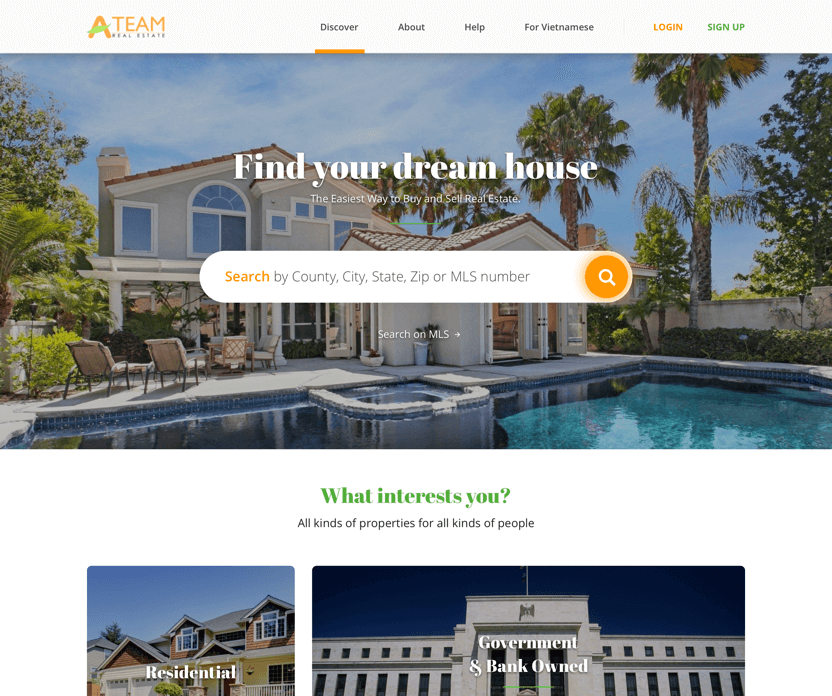 ATEAM
REAL ESTATE
Discover
About
Help
For Vietnamese
LOGIN
SIGN UP
Find your dream house
The Easiest Way to Buy and Sell Real Estate.
Search by County, City, State, Zip or MLS number
Search on MLS →
What interests you?
All kinds of properties for all kinds of people
Residential
Government
& Bank Owned